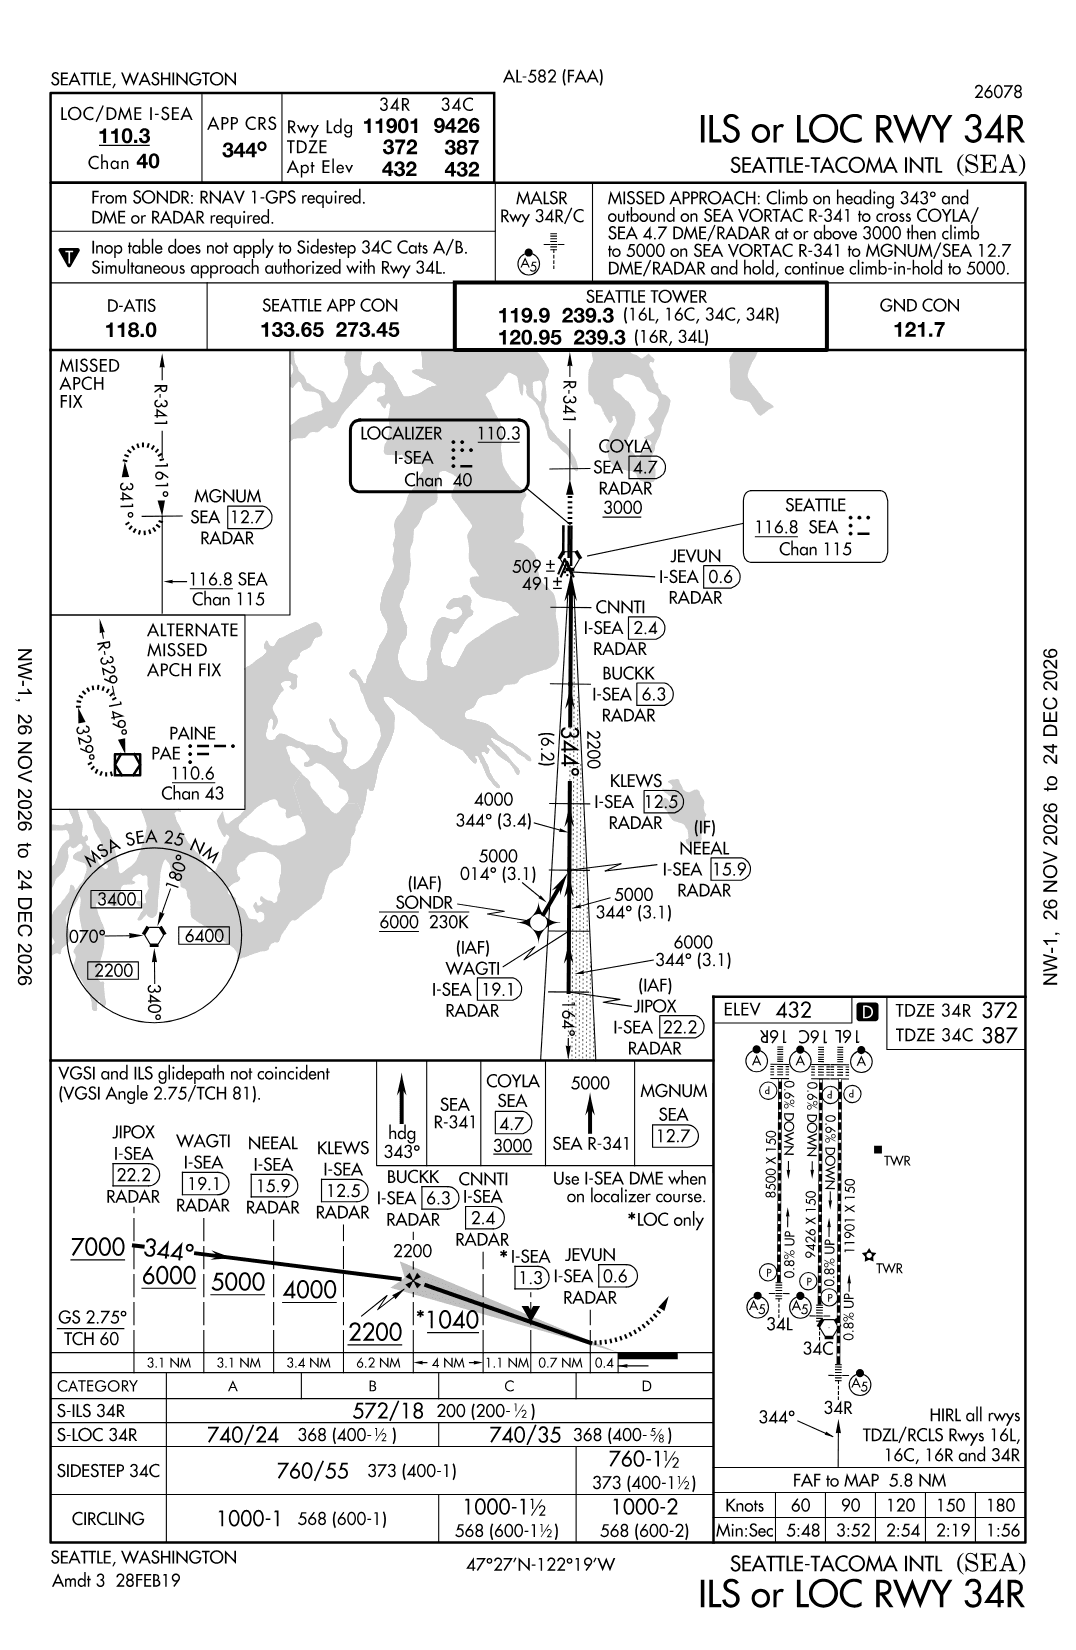 SEATTLE, WASHINGTON
AL-582 (FAA)
26078
LOC/DME I-SEA
110.3
Chan 40
APP CRS
344°
34R 34C
Rwy Ldg 11901 9426
TDZE 372 387
Apt Elev 432 432
ILS or LOC RWY 34R
SEATTLE-TACOMA INTL (SEA)
From SONDR: RNAV 1-GPS required.
DME or RADAR required.
T
Inop table does not apply to Sidestep 34C Cats A/B.
Simultaneous approach authorized with Rwy 34L.
MALSR
Rwy 34R/C
A5
MISSED APPROACH: Climb on heading 343° and
outbound on SEA VORTAC R-341 to cross COYLA/
SEA 4.7 DME/RADAR at or above 3000 then climb
to 5000 on SEA VORTAC R-341 to MGNUM/SEA 12.7
DME/RADAR and hold, continue climb-in-hold to 5000.
D-ATIS
118.0
SEATTLE APP CON
133.65 273.45
SEATTLE TOWER
119.9 239.3 (16L, 16C, 34C, 34R)
120.95 239.3 (16R, 34L)
GND CON
121.7
MISSED
APCH
FIX
R-341
161°
341°
MGNUM
SEA 12.7
RADAR
116.8 SEA
Chan 115
ALTERNATE
MISSED
APCH FIX
R-329
149°
329°
PAINE
PAE
110.6
Chan 43
MSA SEA 25 NM
180°
3400
070°
6400
2200
340°
LOCALIZER 110.3
I-SEA
Chan 40
R-341
COYLA
SEA 4.7
RADAR
3000
SEATTLE
116.8 SEA
Chan 115
509 ±
491±
JEVUN
I-SEA 0.6
RADAR
CNNTI
I-SEA 2.4
RADAR
BUCKK
I-SEA 6.3
RADAR
344°
2200
(6.2)
KLEWS
I-SEA 12.5
RADAR
4000
344° (3.4)
(IF)
NEEAL
I-SEA 15.9
RADAR
5000
014° (3.1)
(IAF)
SONDR
6000 230K
5000
344° (3.1)
6000
344° (3.1)
(IAF)
WAGTI
I-SEA 19.1
RADAR
(IAF)
JIPOX
I-SEA 22.2
RADAR
164°
NW-1, 26 NOV 2026 to 24 DEC 2026
NW-1, 26 NOV 2026 to 24 DEC 2026
ELEV 432
D
TDZE 34R 372
TDZE 34C 387
16R 16C 16L
A A A
P P P
0.6% DOWN
0.6% DOWN
0.6% DOWN
8500 X 150
9426 X 150
11901 X 150
0.8% UP
0.8% UP
0.8% UP
TWR
TWR
P P P
A5 A5
34L
34C
A5
34R
344°
HIRL all rwys
TDZL/RCLS Rwys 16L,
16C, 16R and 34R
FAF to MAP 5.8 NM
Knots 60 90 120 150 180
Min:Sec 5:48 3:52 2:54 2:19 1:56
VGSI and ILS glidepath not coincident
(VGSI Angle 2.75/TCH 81).
hdg
343°
SEA
R-341
COYLA
SEA
4.7
3000
5000
SEA R-341
MGNUM
SEA
12.7
JIPOX
I-SEA
22.2
RADAR
WAGTI
I-SEA
19.1
RADAR
NEEAL
I-SEA
15.9
RADAR
KLEWS
I-SEA
12.5
RADAR
BUCKK
I-SEA 6.3
RADAR
CNNTI
I-SEA
2.4
RADAR
Use I-SEA DME when
on localizer course.
*LOC only
*I-SEA
1.3
JEVUN
I-SEA 0.6
RADAR
7000
344°
6000
5000
4000
2200
2200
*1040
GS 2.75°
TCH 60
3.1 NM 3.1 NM 3.4 NM 6.2 NM 4 NM 1.1 NM 0.7 NM 0.4
CATEGORY A B C D
S-ILS 34R 572/18 200 (200-½)
S-LOC 34R 740/24 368 (400-½) 740/35 368 (400-⅝)
SIDESTEP 34C 760/55 373 (400-1) 760-1½
373 (400-1½)
CIRCLING 1000-1 568 (600-1) 1000-1½ 1000-2
568 (600-1½) 568 (600-2)
SEATTLE, WASHINGTON
Amdt 3 28FEB19
47°27'N-122°19'W
SEATTLE-TACOMA INTL (SEA)
ILS or LOC RWY 34R